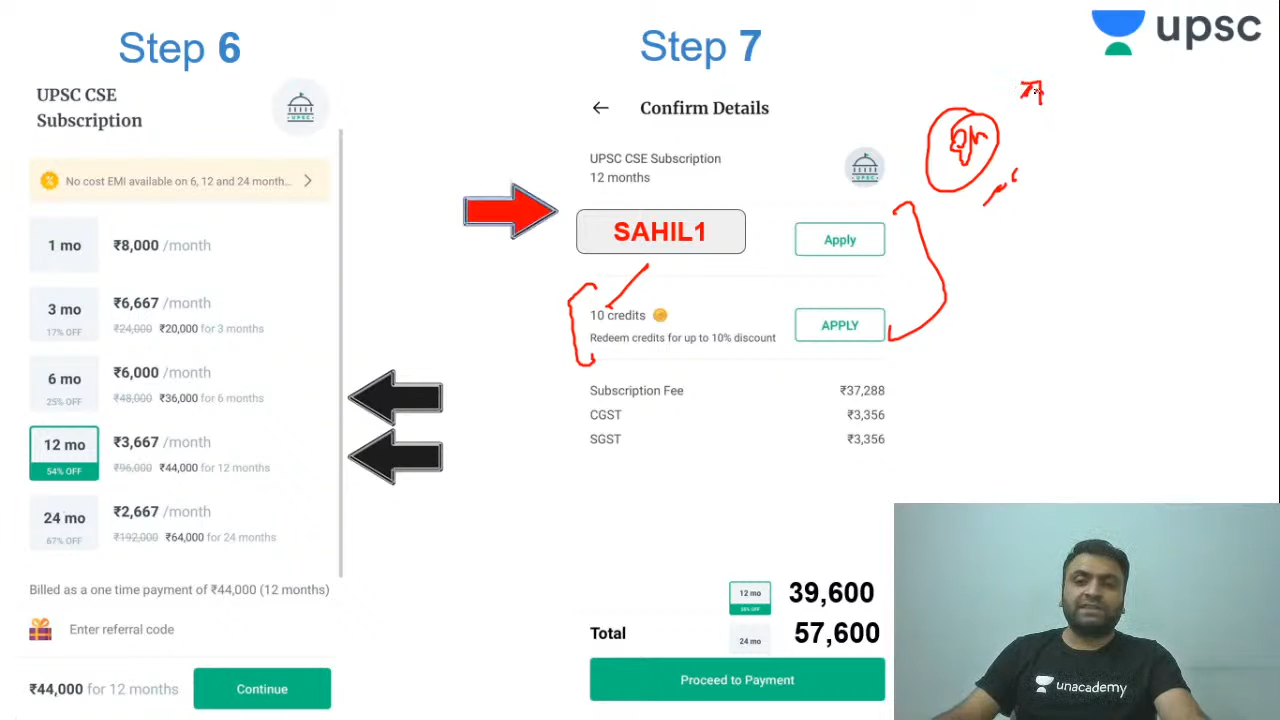 Step 6
UPSC CSE
Subscription
No cost EMI available on 6, 12 and 24 month...
1 mo
₹8,000 /month
3 mo
17% OFF
₹6,667 /month
₹24,000 ₹20,000 for 3 months
6 mo
25% OFF
₹6,000 /month
₹48,000 ₹36,000 for 6 months
12 mo
54% OFF
₹3,667 /month
₹96,000 ₹44,000 for 12 months
24 mo
67% OFF
₹2,667 /month
₹192,000 ₹64,000 for 24 months
Billed as a one time payment of ₹44,000 (12 months)
Enter referral code
₹44,000 for 12 months
Continue
Step 7
Confirm Details
UPSC CSE Subscription
12 months
UPSC
SAHIL1
Apply
10 credits
Redeem credits for up to 10% discount
APPLY
Subscription Fee ₹37,288
CGST ₹3,356
SGST ₹3,356
12 mo
39,600
Total
24 mo
57,600
Proceed to Payment
upsc
unacademy